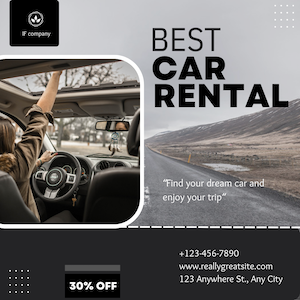 IF company
BEST
CAR
RENTAL
“Find your dream car and
enjoy your trip”
+123-456-7890
www.reallygreatsite.com
123 Anywhere St., Any City
30% OFF